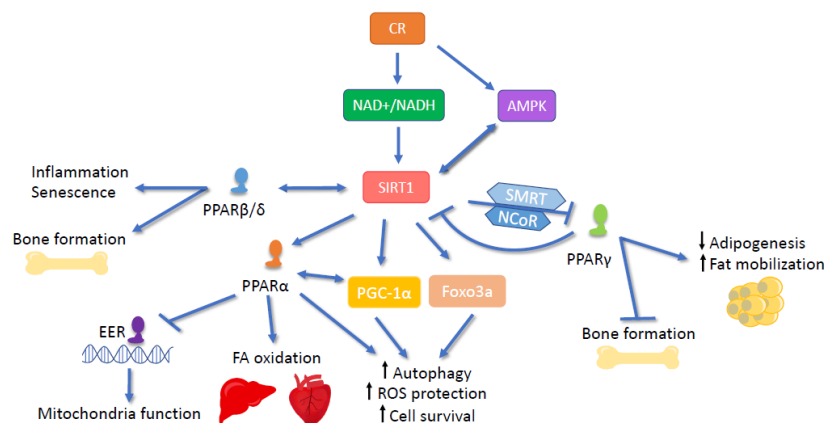 CR
NAD+/NADH
AMPK
SIRT1
SMRT
NCoR
Inflammation
Senescence
PPARβ/δ
Bone formation
PPARγ
Adipogenesis
Fat mobilization
PPARα
PGC-1α
Foxo3a
EER
FA oxidation
Mitochondria function
Autophagy
ROS protection
Cell survival
Bone formation